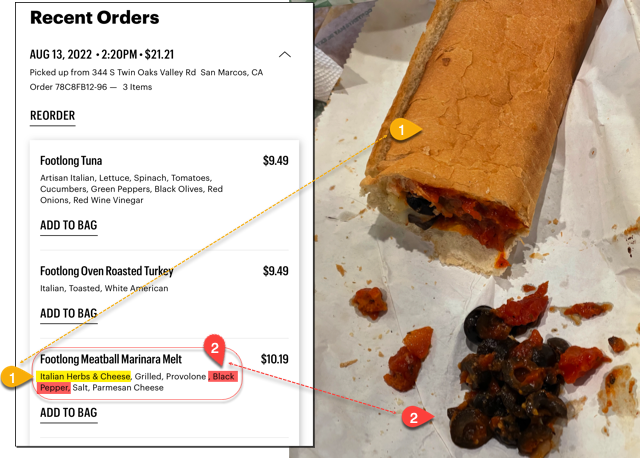 Recent Orders
AUG 13, 2022 • 2:20PM • $21.21
Picked up from 344 S Twin Oaks Valley Rd San Marcos, CA
Order 78C8FB12-96 — 3 Items
REORDER
Footlong Tuna $9.49
Artisan Italian, Lettuce, Spinach, Tomatoes,
Cucumbers, Green Peppers, Black Olives, Red
Onions, Red Wine Vinegar
ADD TO BAG
Footlong Oven Roasted Turkey $9.49
Italian, Toasted, White American
ADD TO BAG
Footlong Meatball Marinara Melt $10.19
Italian Herbs & Cheese, Grilled, Provolone Black
Pepper, Salt, Parmesan Cheese
ADD TO BAG
1
2
1
2